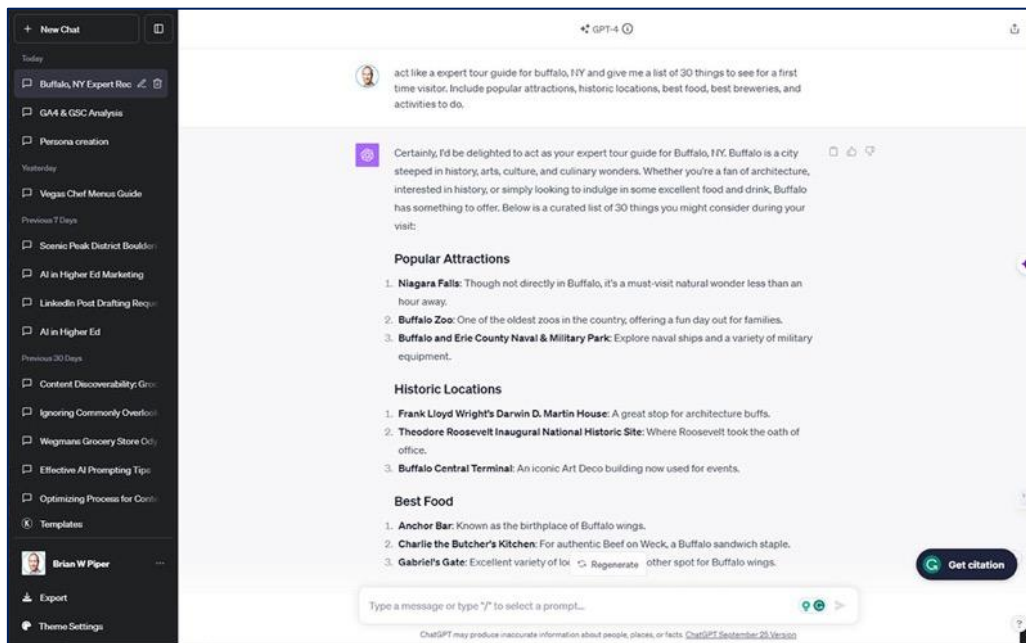 + New Chat
Today
Buffalo, NY Expert Rec
GA4 & GSC Analysis
Persona creation
Yesterday
Vegas Chef Menus Guide
Previous 7 Days
Scenic Peak District Boulderi
AI in Higher Ed Marketing
LinkedIn Post Drafting Reque
AI in Higher Ed
Previous 30 Days
Content Discoverability: Groc
Ignoring Commonly Overlook
Wegmans Grocery Store Ody
Effective AI Prompting Tips
Optimizing Process for Conte
Templates
Brian W Piper
Export
Theme Settings
GPT-4
act like a expert tour guide for buffalo, NY and give me a list of 30 things to see for a first
time visitor. Include popular attractions, historic locations, best food, best breweries, and
activities to do.
Certainly, I'd be delighted to act as your expert tour guide for Buffalo, NY. Buffalo is a city
steeped in history, arts, culture, and culinary wonders. Whether you're a fan of architecture,
interested in history, or simply looking to indulge in some excellent food and drink, Buffalo
has something to offer. Below is a curated list of 30 things you might consider during your
visit:
Popular Attractions
1. Niagara Falls: Though not directly in Buffalo, it's a must-visit natural wonder less than an
hour away.
2. Buffalo Zoo: One of the oldest zoos in the country, offering a fun day out for families.
3. Buffalo and Erie County Naval & Military Park: Explore naval ships and a variety of military
equipment.
Historic Locations
1. Frank Lloyd Wright's Darwin D. Martin House: A great stop for architecture buffs.
2. Theodore Roosevelt Inaugural National Historic Site: Where Roosevelt took the oath of
office.
3. Buffalo Central Terminal: An iconic Art Deco building now used for events.
Best Food
1. Anchor Bar: Known as the birthplace of Buffalo wings.
2. Charlie the Butcher's Kitchen: For authentic Beef on Weck, a Buffalo sandwich staple.
3. Gabriel's Gate: Excellent variety of lo Regenerate other spot for Buffalo wings.
Get citation
Type a message or type "/" to select a prompt...
ChatGPT may produce inaccurate information about people, places, or facts. ChatGPT September 25 Version
?